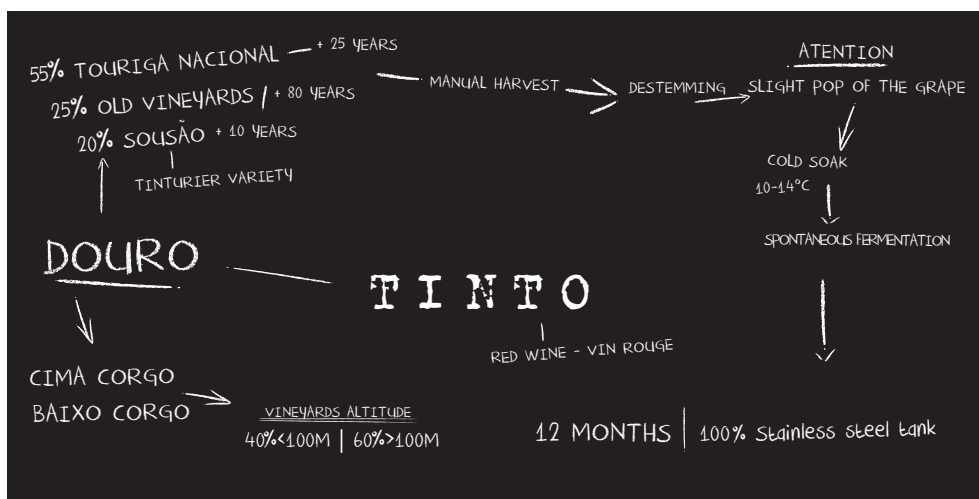 55% TOURIGA NACIONAL — + 25 YEARS
25% OLD VINEYARDS / + 80 YEARS
20% SOUSÃO + 10 YEARS
TINTURIER VARIETY
MANUAL HARVEST
DESTEMMING
ATENTION
SLIGHT POP OF THE GRAPE
COLD SOAK
10-14°C
SPONTANEOUS FERMENTATION
DOURO
TINTO
RED WINE - VIN ROUGE
CIMA CORGO
BAIXO CORGO
VINEYARDS ALTITUDE
40%<100M | 60%>100M
12 MONTHS | 100% Stainless steel tank